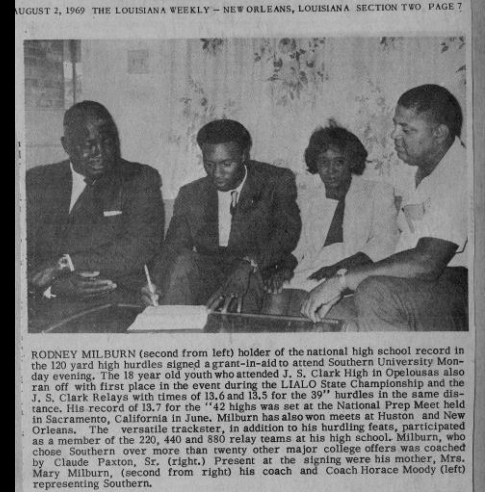 AUGUST 2, 1969 THE LOUISIANA WEEKLY — NEW ORLEANS, LOUISIANA SECTION TWO PAGE 7
RODNEY MILBURN (second from left) holder of the national high school record in
the 120 yard high hurdles signed a grant-in-aid to attend Southern University Mon-
day evening. The 18 year old youth who attended J. S. Clark High in Opelousas also
ran off with first place in the event during the LIALO State Championship and the
J. S. Clark Relays with times of 13.6 and 13.5 for the 39" hurdles in the same dis-
tance. His record of 13.7 for the "42 highs was set at the National Prep Meet held
in Sacramento, California in June. Milburn has also won meets at Huston and New
Orleans. The versatile trackster, in addition to his hurdling feats, participated
as a member of the 220, 440 and 880 relay teams at his high school. Milburn, who
chose Southern over more than twenty other major college offers was coached
by Claude Paxton, Sr. (right.) Present at the signing were his mother, Mrs.
Mary Milburn, (second from right) his coach and Coach Horace Moody (left)
representing Southern.